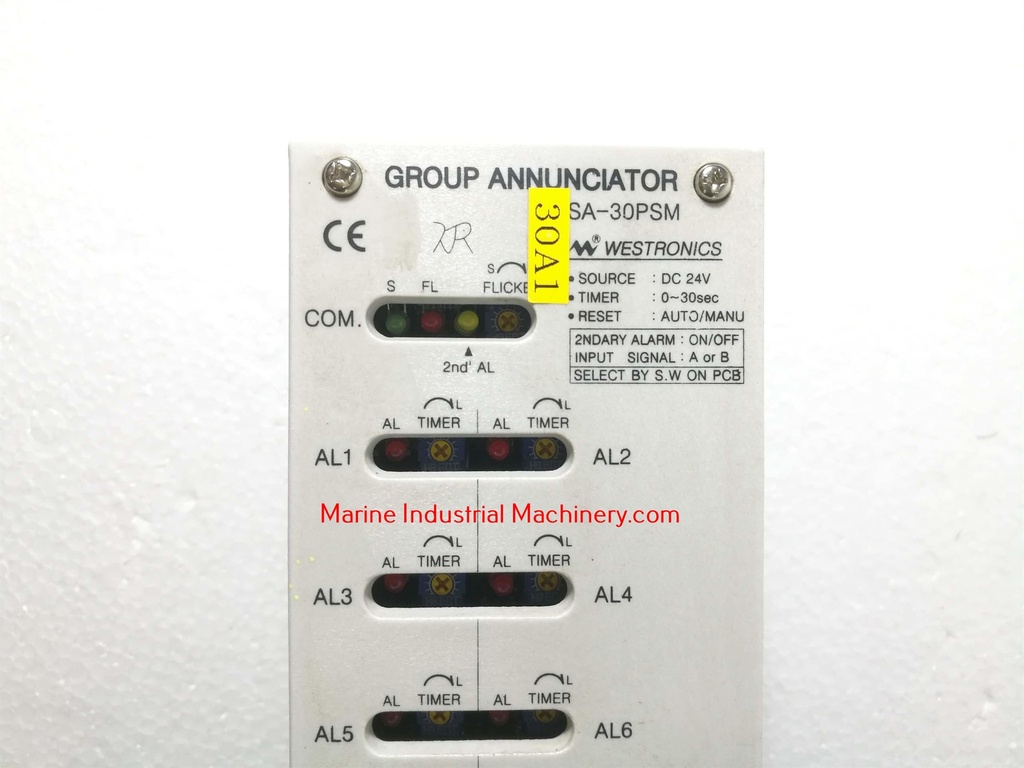 GROUP ANNUNCIATOR
SA-30PSM
30A1
CE
WESTRONICS
®
• SOURCE : DC 24V
• TIMER : 0~30sec
• RESET : AUTO/MANU
2NDARY ALARM : ON/OFF
INPUT SIGNAL : A or B
SELECT BY S.W ON PCB
S
S FL FLICKE
COM.
2nd' AL
L L
AL TIMER AL TIMER
AL1 AL2
Marine Industrial Machinery.com
L L
AL TIMER AL TIMER
AL3 AL4
L L
AL TIMER AL TIMER
AL5 AL6